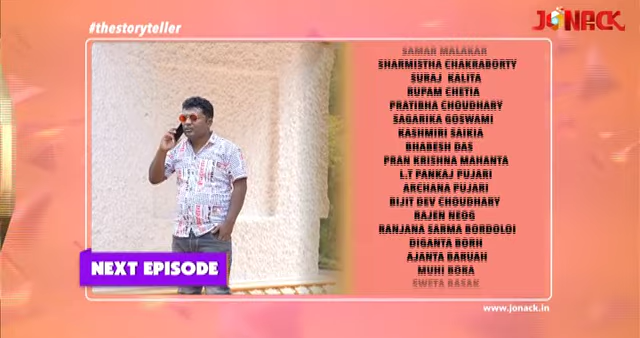 #thestoryteller
JONACK
SAMAR MALAKAR
SHARMISTHA CHAKRABORTY
SURAJ KALITA
RUPAM CHETIA
PRATIBHA CHOUDHARY
SAGARIKA GOSWAMI
KASHMIRI SAIKIA
BHABESH DAS
PRAN KRISHNA MAHANTA
L.T PANKAJ PUJARI
ARCHANA PUJARI
BIJIT DEV CHOUDHARY
RAJEN NEOG
RANJANA SARMA BORDOLOI
DIGANTA BORH
AJANTA BARUAH
MUHI BORA
SWETA BASAK
NEXT EPISODE
www.jonack.in